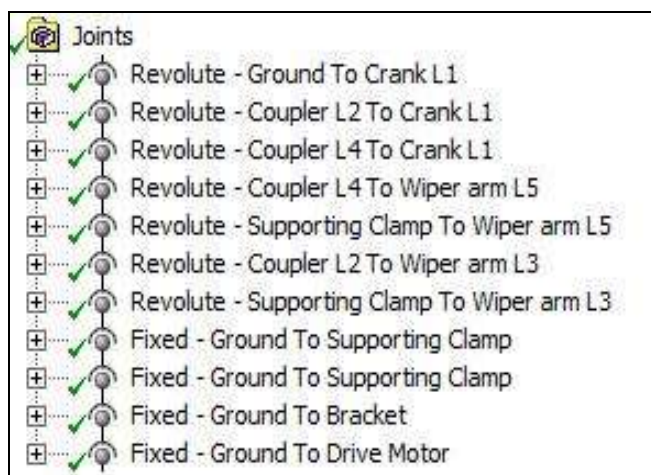 Joints
Revolute - Ground To Crank L1
Revolute - Coupler L2 To Crank L1
Revolute - Coupler L4 To Crank L1
Revolute - Coupler L4 To Wiper arm L5
Revolute - Supporting Clamp To Wiper arm L5
Revolute - Coupler L2 To Wiper arm L3
Revolute - Supporting Clamp To Wiper arm L3
Fixed - Ground To Supporting Clamp
Fixed - Ground To Supporting Clamp
Fixed - Ground To Bracket
Fixed - Ground To Drive Motor